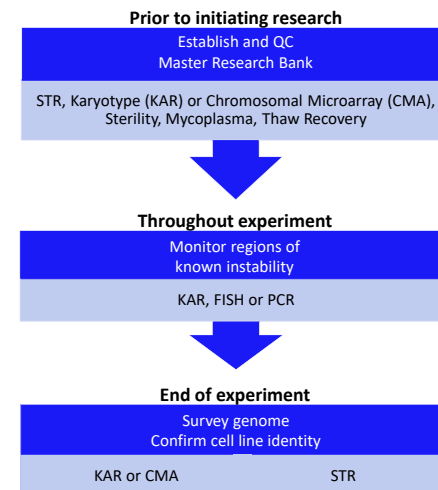 Prior to initiating research
Establish and QC
Master Research Bank
STR, Karyotype (KAR) or Chromosomal Microarray (CMA),
Sterility, Mycoplasma, Thaw Recovery
Throughout experiment
Monitor regions of
known instability
KAR, FISH or PCR
End of experiment
Survey genome
Confirm cell line identity
KAR or CMA
STR